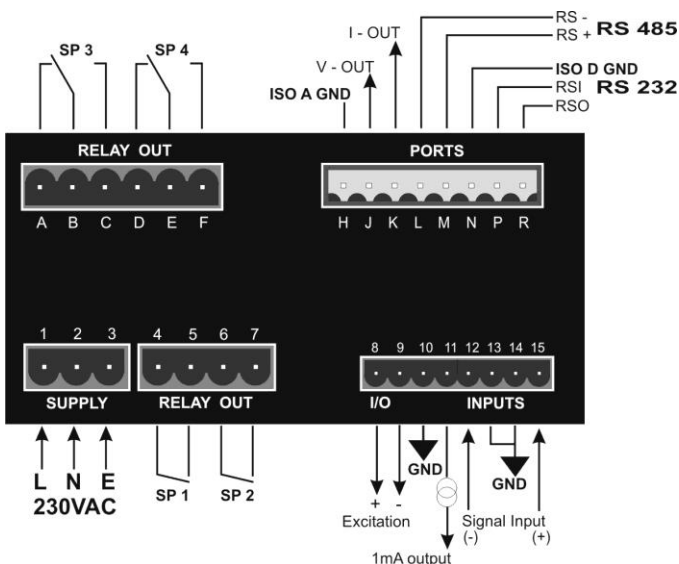 SP 3 SP 4
I - OUT
V - OUT
ISO A GND
RS -
RS + RS 485
ISO D GND
RSI RS 232
RSO
RELAY OUT
PORTS
A B C D E F
H J K L M N P R
1 2 3 4 5 6 7
8 9 10 11 12 13 14 15
SUPPLY RELAY OUT
I/O INPUTS
L N E
230VAC
SP 1 SP 2
GND
GND
+ -
Excitation
Signal Input
(-) (+)
1mA output